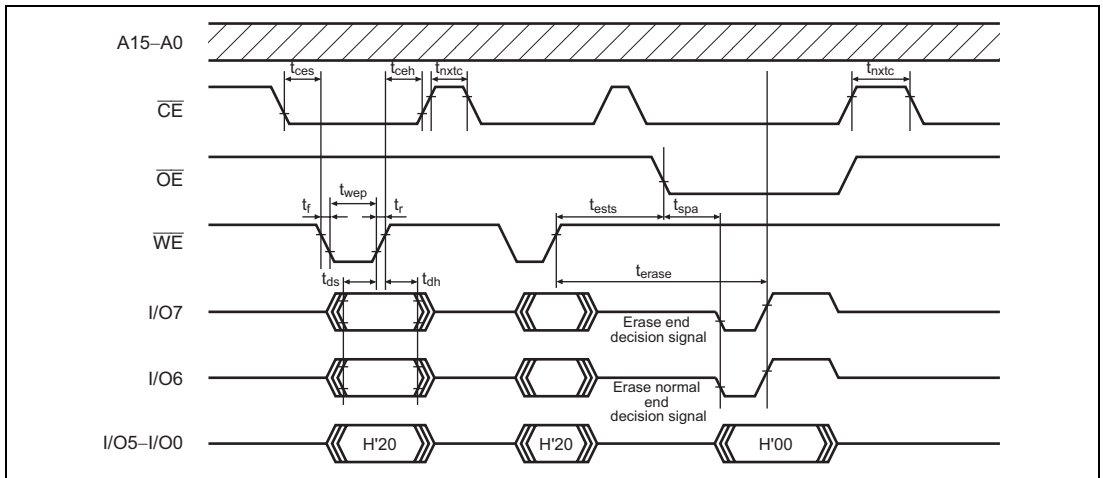 A15–A0
tces
tceh
tnxtc
tnxtc
CE
OE
twep
tf
tr
tests
tspa
WE
tds
tdh
terase
I/O7
Erase end
decision signal
I/O6
Erase normal
end
decision signal
I/O5–I/O0
H'20
H'20
H'00